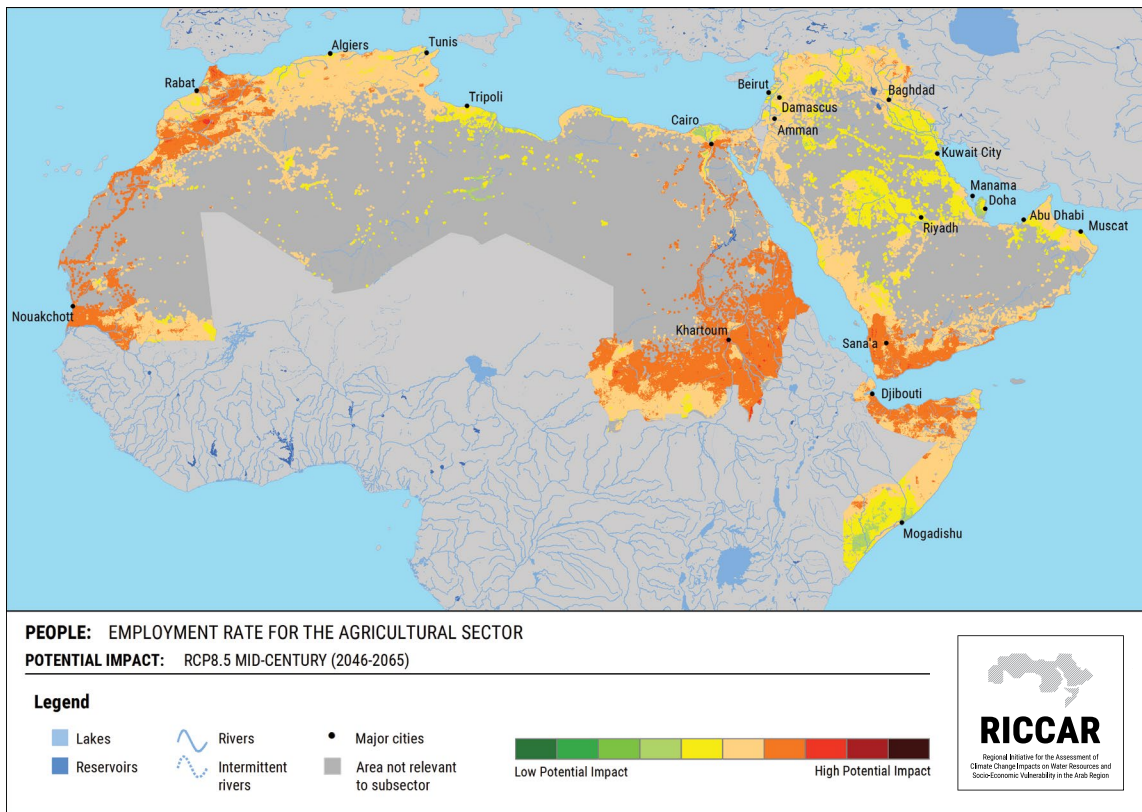 Algiers
Tunis
Rabat
Tripoli
Beirut
Damascus
Baghdad
Cairo
Amman
Kuwait City
Manama
Doha
Abu Dhabi
Riyadh
Muscat
Nouakchott
Khartoum
Sana'a
Djibouti
Mogadishu
PEOPLE: EMPLOYMENT RATE FOR THE AGRICULTURAL SECTOR
POTENTIAL IMPACT: RCP8.5 MID-CENTURY (2046-2065)
Legend
Lakes
Reservoirs
Rivers
Intermittent
rivers
Major cities
Area not relevant
to subsector
Low Potential Impact
High Potential Impact
RICCAR
Regional Initiative for the Assessment of
Climate Change Impacts on Water Resources and
Socio-Economic Vulnerability in the Arab Region